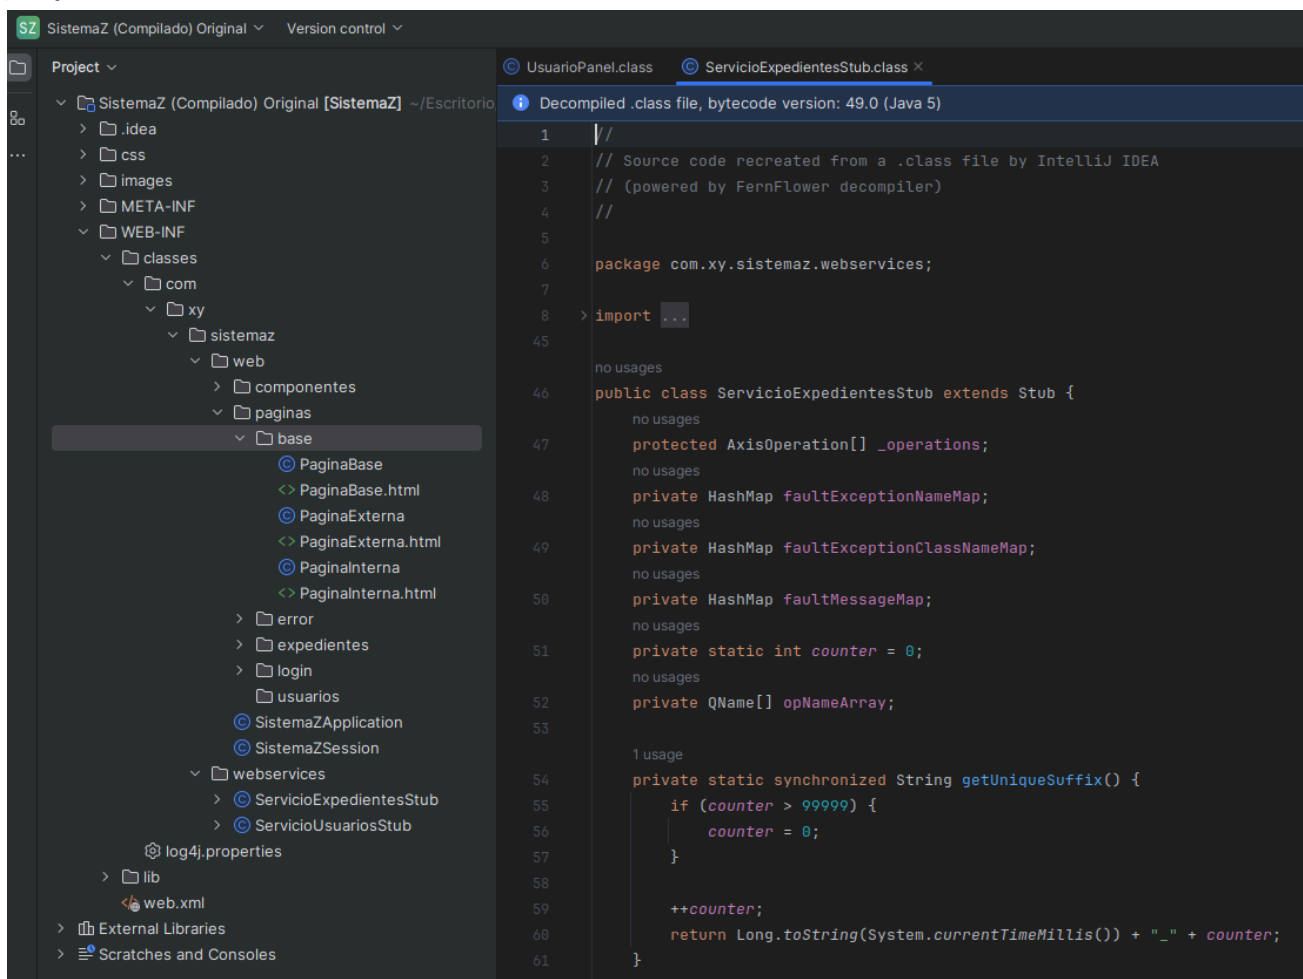 SZ SistemaZ (Compilado) Original Version control
Project
SistemaZ (Compilado) Original [SistemaZ] ~/Escritorio
.idea
css
images
META-INF
WEB-INF
classes
com
xy
sistemaz
web
componentes
paginas
base
PaginaBase
PaginaBase.html
PaginaExterna
PaginaExterna.html
PaginaInterna
PaginaInterna.html
error
expedientes
login
usuarios
SistemaZApplication
SistemaZSession
webservices
ServicioExpedientesStub
ServicioUsuariosStub
log4j.properties
lib
web.xml
External Libraries
Scratches and Consoles
UsuarioPanel.class ServicioExpedientesStub.class
Decompiled .class file, bytecode version: 49.0 (Java 5)
1 //
2 // Source code recreated from a .class file by IntelliJ IDEA
3 // (powered by FernFlower decompiler)
4 //
5
6 package com.xy.sistemaz.webservices;
7
8 import ...
45
no usages
46 public class ServicioExpedientesStub extends Stub {
no usages
47 protected AxisOperation[] _operations;
no usages
48 private HashMap faultExceptionNameMap;
no usages
49 private HashMap faultExceptionClassNameMap;
no usages
50 private HashMap faultMessageMap;
no usages
51 private static int counter = 0;
no usages
52 private QName[] opNameArray;
53
1 usage
54 private static synchronized String getUniqueSuffix() {
55 if (counter > 99999) {
56 counter = 0;
57 }
58
59 ++counter;
60 return Long.toString(System.currentTimeMillis()) + "_" + counter;
61 }